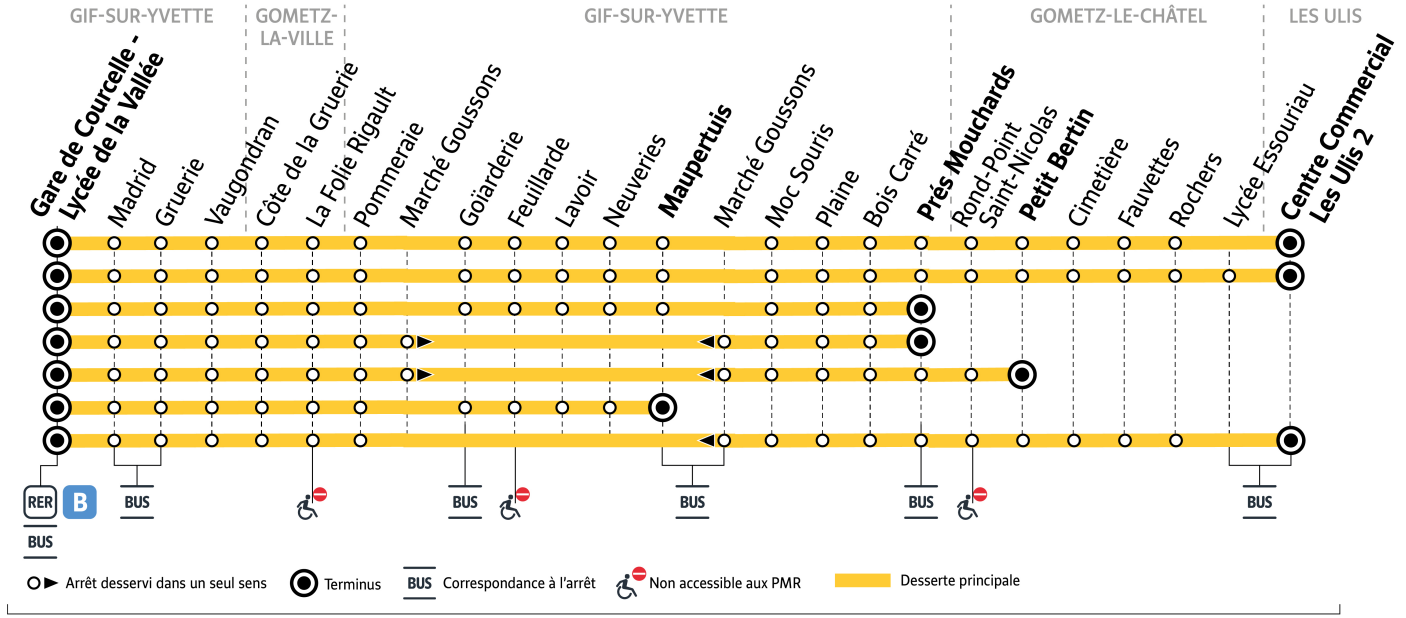 GIF-SUR-YVETTE
GOMETZ-
LA-VILLE
GIF-SUR-YVETTE
GOMETZ-LE-CHÂTEL
LES ULIS
Gare de Courcelle -
Lycée de la Vallée
Madrid
Gruerie
Vaugondran
Côte de la Gruerie
La Folie Rigault
Pommeraie
Marché Goussons
Goïarderie
Feuillarde
Lavoir
Neuveries
Maupertuis
Marché Goussons
Moc Souris
Plaine
Bois Carré
Prés Mouchards
Rond-Point
Saint-Nicolas
Petit Bertin
Cimetière
Fauvettes
Rochers
Lycée Essouriau
Centre Commercial
Les Ulis 2
RER B
BUS
BUS
BUS
BUS
BUS
BUS
Arrêt desservi dans un seul sens
Terminus
BUS Correspondance à l'arrêt
Non accessible aux PMR
Desserte principale